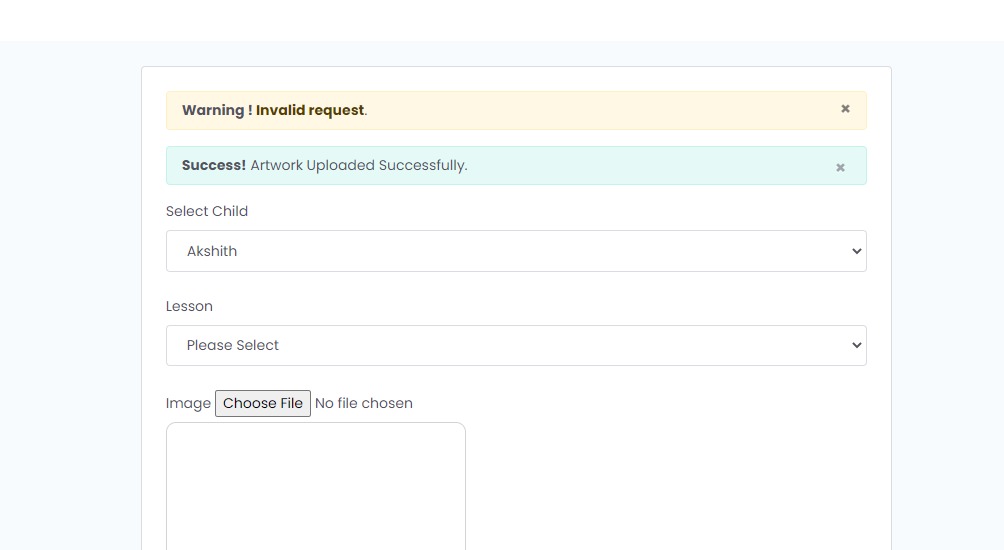 Warning ! Invalid request.
×
Success! Artwork Uploaded Successfully.
×
Select Child
Akshith
Lesson
Please Select
Image Choose File No file chosen